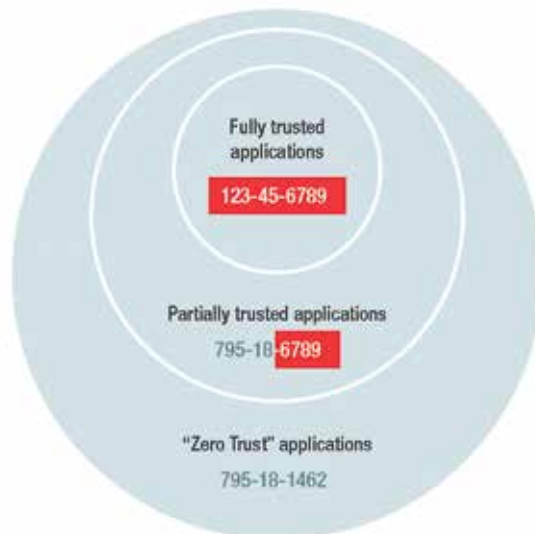 Fully trusted
applications
123-45-6789
Partially trusted applications
795-18-6789
“Zero Trust” applications
795-18-1462